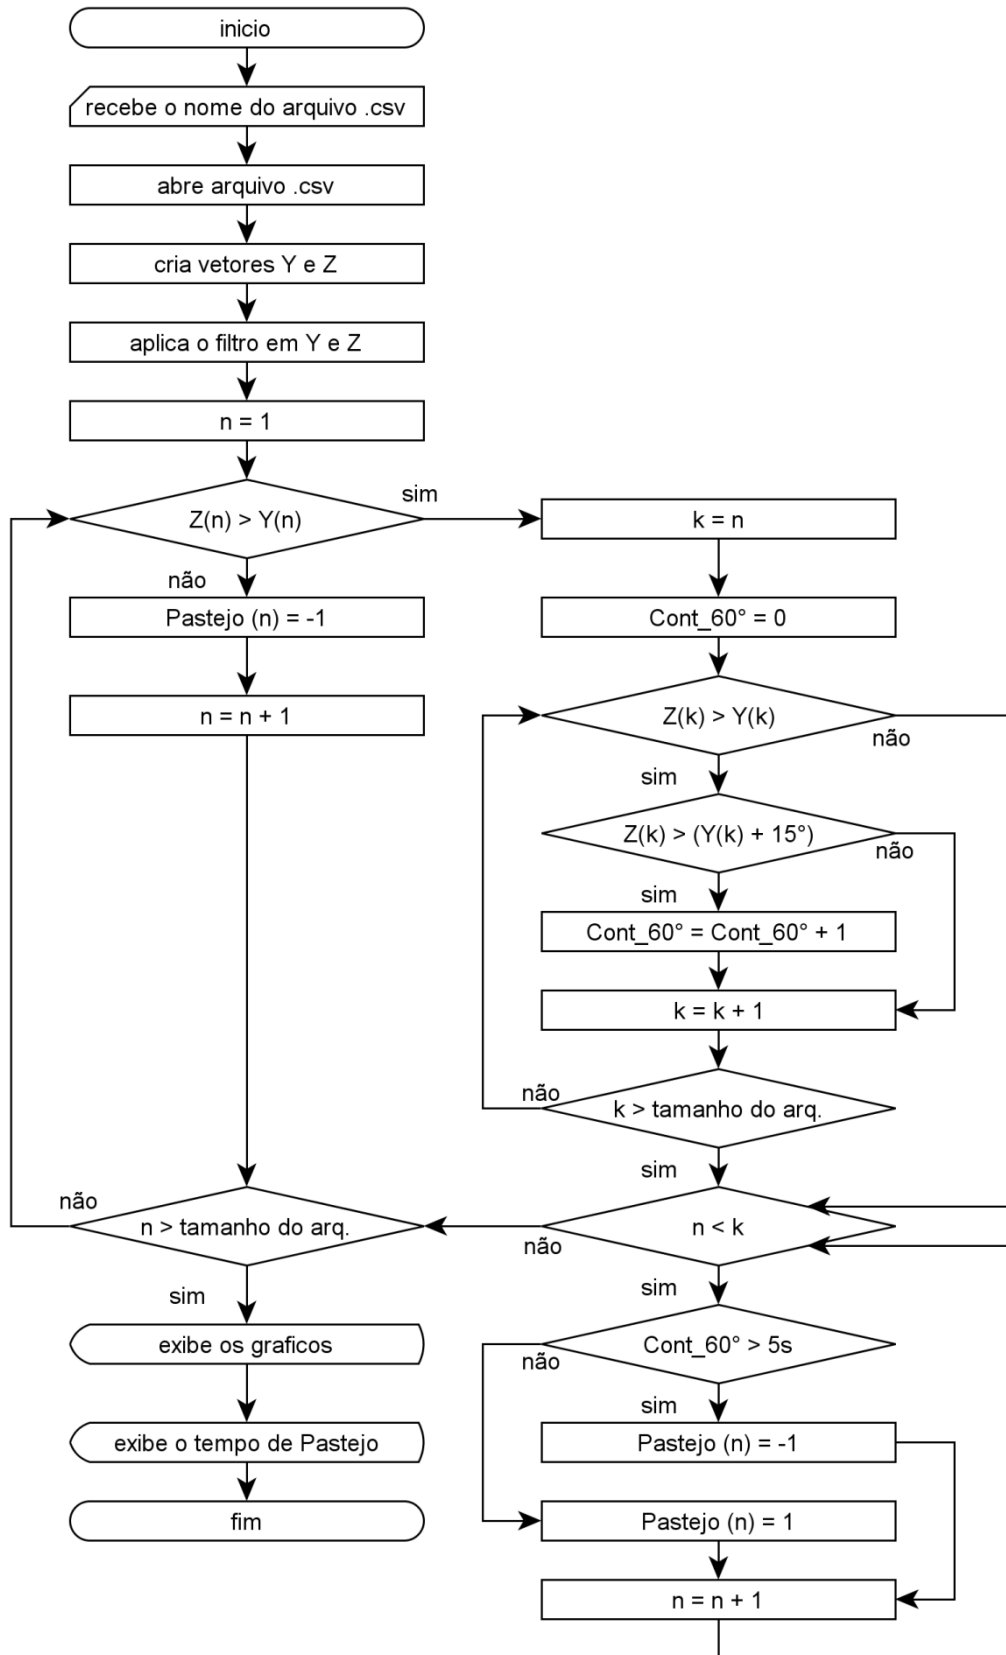 inicio
recebe o nome do arquivo .csv
abre arquivo .csv
cria vetores Y e Z
aplica o filtro em Y e Z
n = 1
Z(n) > Y(n)
sim
não
Pastejo (n) = -1
n = n + 1
k = n
Cont_60° = 0
Z(k) > Y(k)
não
sim
Z(k) > (Y(k) + 15°)
não
sim
Cont_60° = Cont_60° + 1
k = k + 1
não
k > tamanho do arq.
sim
n < k
não
sim
Cont_60° > 5s
não
sim
Pastejo (n) = -1
Pastejo (n) = 1
n = n + 1
não
n > tamanho do arq.
sim
exibe os graficos
exibe o tempo de Pastejo
fim